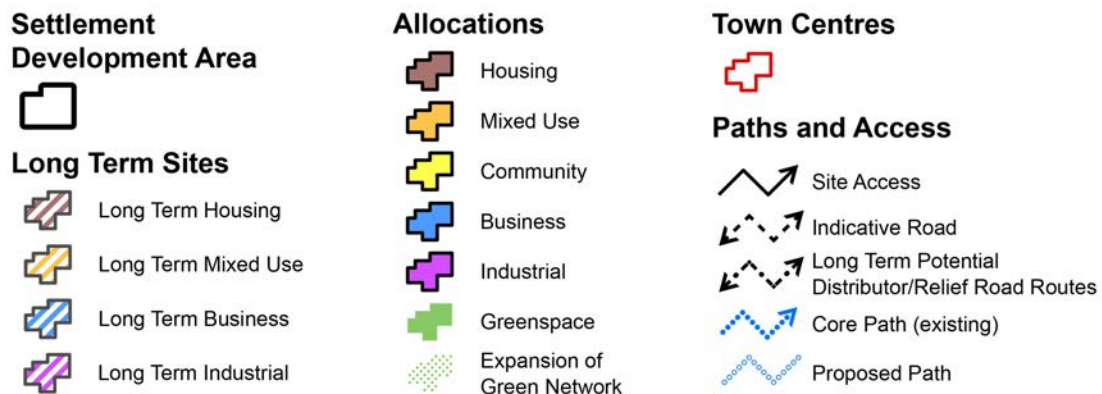 Settlement
Development Area
Long Term Sites
Long Term Housing
Long Term Mixed Use
Long Term Business
Long Term Industrial
Allocations
Housing
Mixed Use
Community
Business
Industrial
Greenspace
Expansion of
Green Network
Town Centres
Paths and Access
Site Access
Indicative Road
Long Term Potential
Distributor/Relief Road Routes
Core Path (existing)
Proposed Path